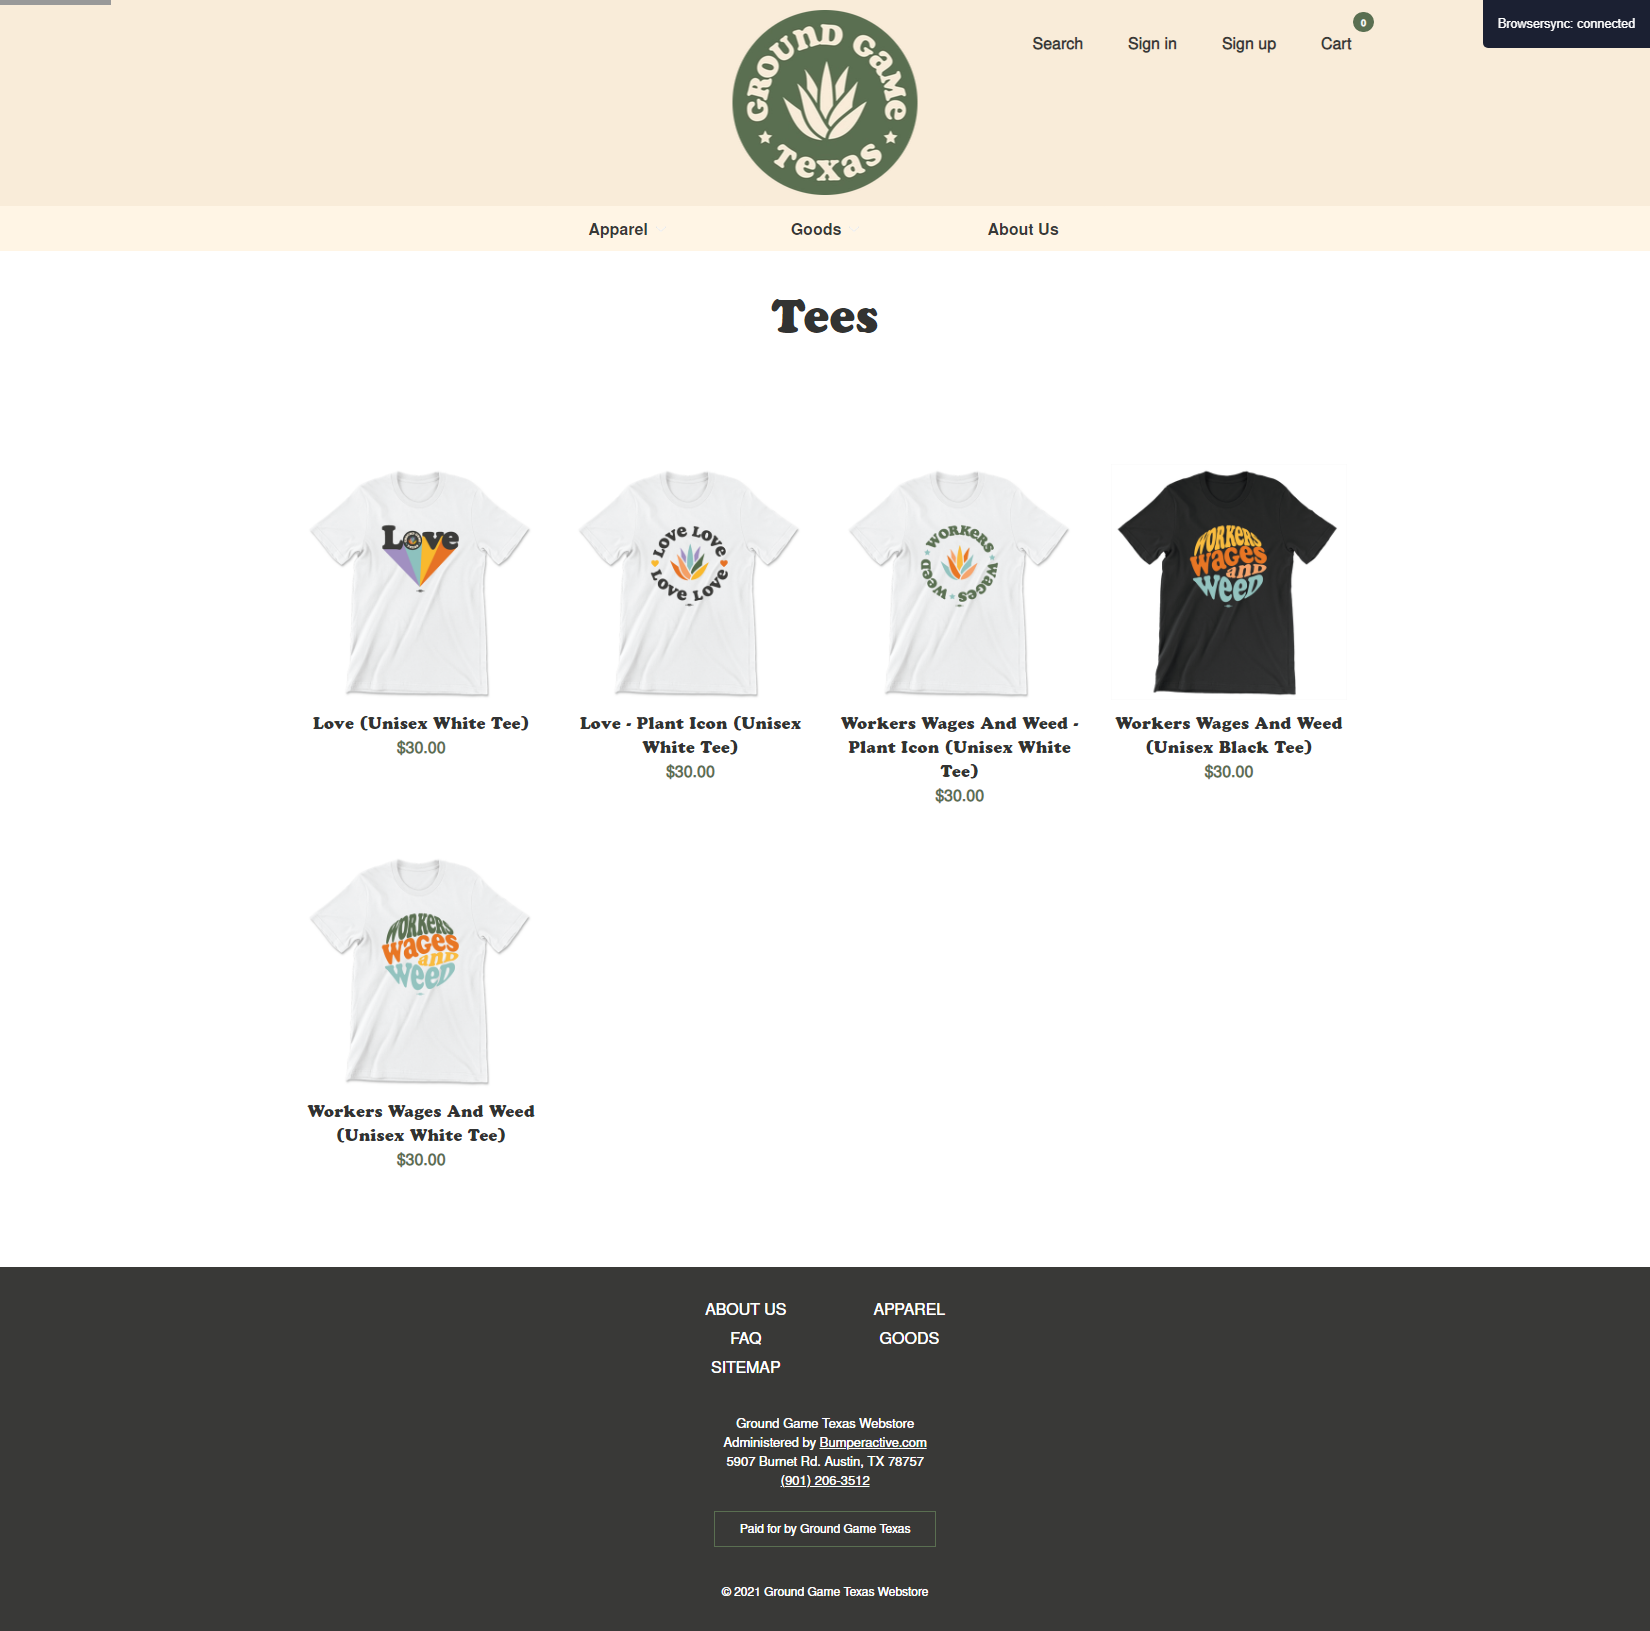 GROUND GAME
TEXAS
Search
Sign in
Sign up
Cart
0
Browsersync: connected
Apparel
Goods
About Us
Tees
Love
Love Love
Love Love
WORKERS
WAGES
WEED
WORKERS
WAGES
AND
WEED
Love (Unisex White Tee)
$30.00
Love - Plant Icon (Unisex
White Tee)
$30.00
Workers Wages And Weed -
Plant Icon (Unisex White
Tee)
$30.00
Workers Wages And Weed
(Unisex Black Tee)
$30.00
WORKERS
WAGES
AND
WEED
Workers Wages And Weed
(Unisex White Tee)
$30.00
ABOUT US
FAQ
SITEMAP
APPAREL
GOODS
Ground Game Texas Webstore
Administered by Bumperactive.com
5907 Burnet Rd. Austin, TX 78757
(901) 206-3512
Paid for by Ground Game Texas
© 2021 Ground Game Texas Webstore